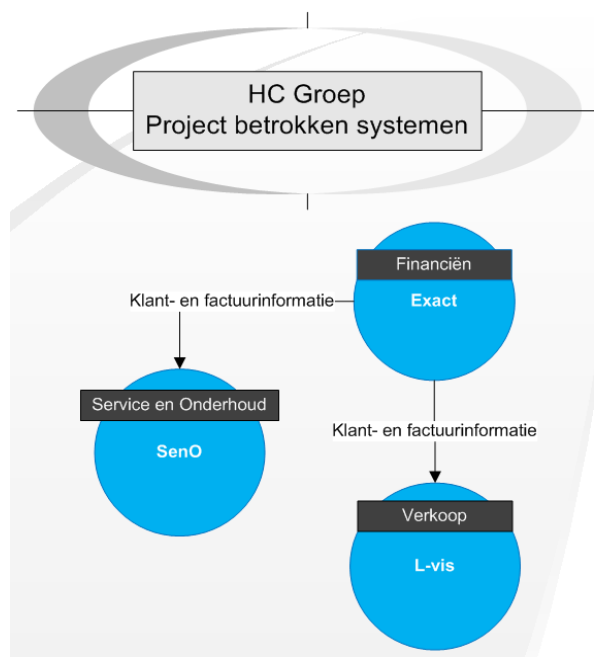 HC Groep
Project betrokken systemen
Financiën
Exact
Klant- en factuurinformatie
Service en Onderhoud
SenO
Klant- en factuurinformatie
Verkoop
L-vis